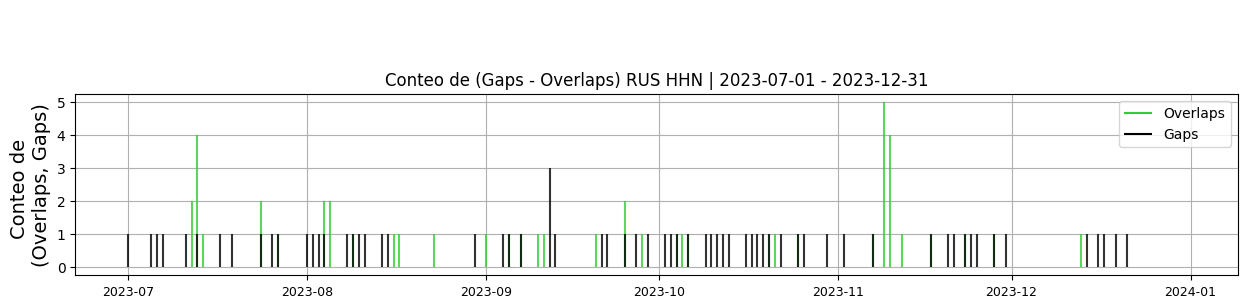 Conteo de (Gaps - Overlaps) RUS HHN | 2023-07-01 - 2023-12-31
Conteo de
(Overlaps, Gaps)
5
4
3
2
1
0
Overlaps
Gaps
2023-07
2023-08
2023-09
2023-10
2023-11
2023-12
2024-01